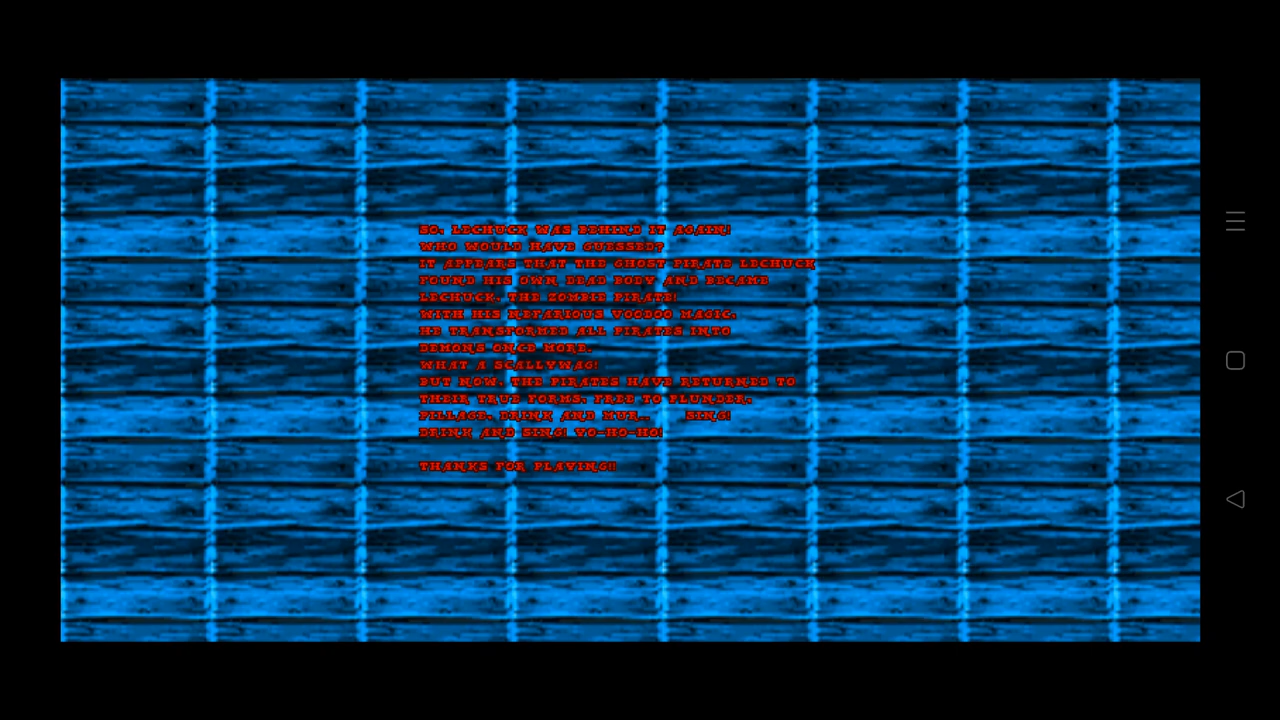 SO, LECHUCK WAS BEHIND IT AGAIN!
WHO WOULD HAVE GUESSED?
IT APPEARS THAT THE GHOST PIRATE LECHUCK
FOUND HIS OWN DEAD BODY AND BECAME
LECHUCK, THE ZOMBIE PIRATE!
WITH HIS NEFARIOUS VOODOO MAGIC,
HE TRANSFORMED ALL PIRATES INTO
DEMONS ONCE MORE.
WHAT A SCALLYWAG!
BUT NOW, THE PIRATES HAVE RETURNED TO
THEIR TRUE FORMS, FREE TO PLUNDER,
PILLAGE, DRINK AND MUR... SING!
DRINK AND SING! YO-HO-HO!
THANKS FOR PLAYING!!